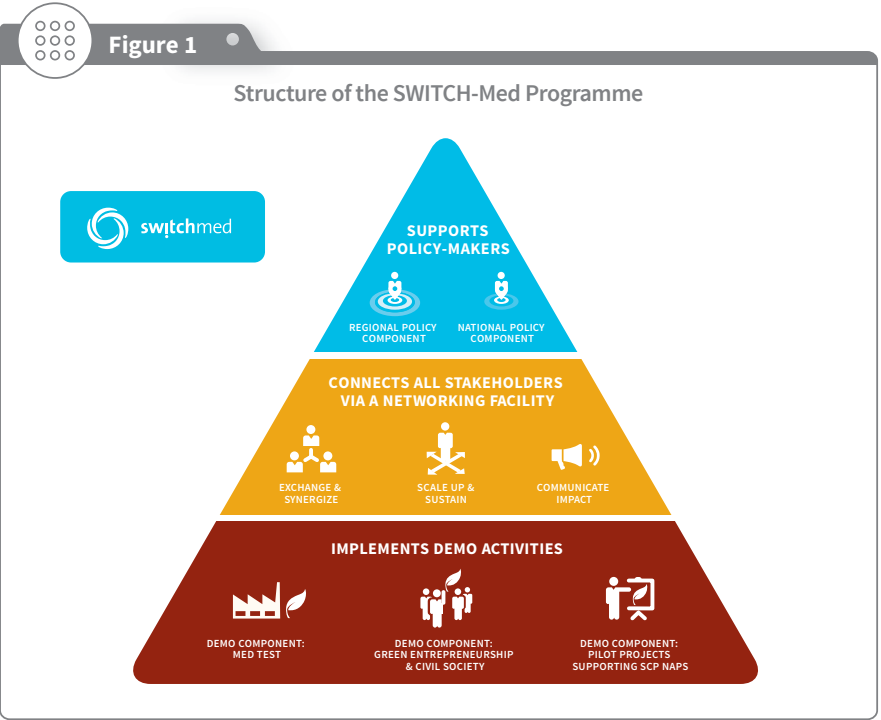 Figure 1
Structure of the SWITCH-Med Programme
switchmed
SUPPORTS
POLICY-MAKERS
REGIONAL POLICY
COMPONENT
NATIONAL POLICY
COMPONENT
CONNECTS ALL STAKEHOLDERS
VIA A NETWORKING FACILITY
EXCHANGE &
SYNERGIZE
SCALE UP &
SUSTAIN
COMMUNICATE
IMPACT
IMPLEMENTS DEMO ACTIVITIES
DEMO COMPONENT:
MED TEST
DEMO COMPONENT:
GREEN ENTREPRENEURSHIP
& CIVIL SOCIETY
DEMO COMPONENT:
PILOT PROJECTS
SUPPORTING SCP NAPS